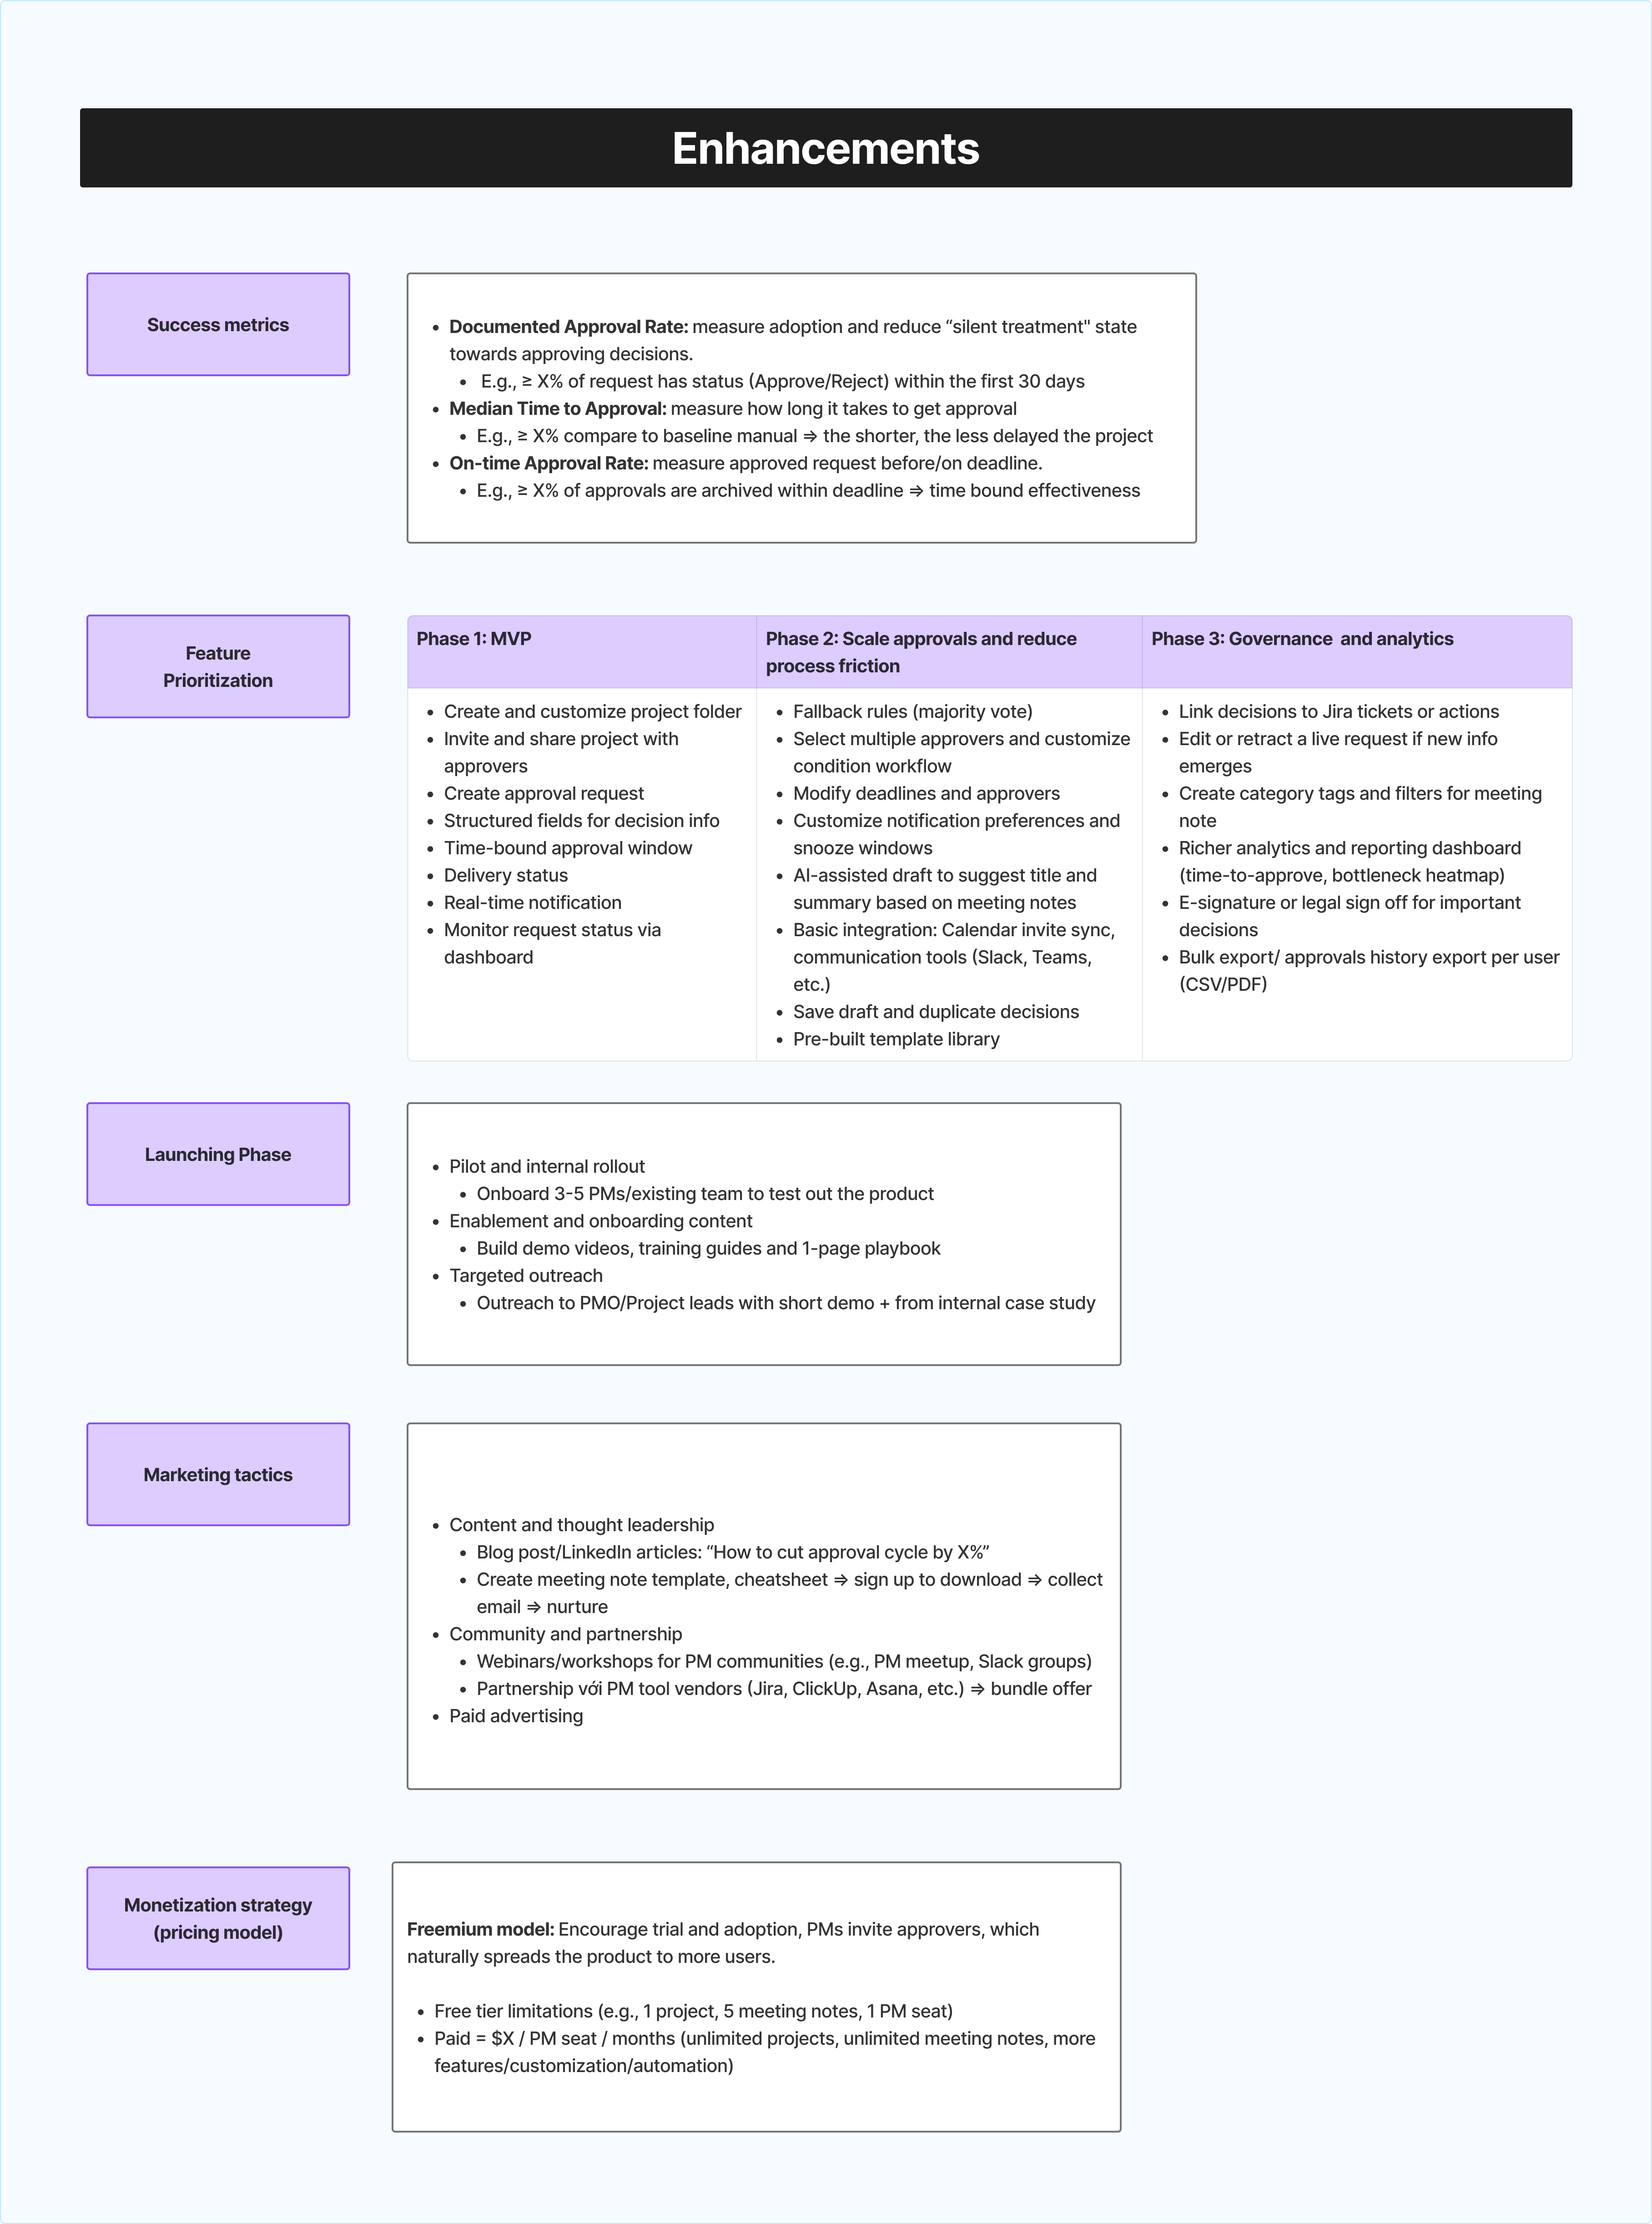 Enhancements
Success metrics
• Documented Approval Rate: measure adoption and reduce “silent treatment" state
towards approving decisions.
• E.g., ≥ X% of request has status (Approve/Reject) within the first 30 days
• Median Time to Approval: measure how long it takes to get approval
• E.g., ≥ X% compare to baseline manual ⇒ the shorter, the less delayed the project
• On-time Approval Rate: measure approved request before/on deadline.
• E.g., ≥ X% of approvals are archived within deadline ⇒ time bound effectiveness
Feature
Prioritization
Phase 1: MVP
• Create and customize project folder
• Invite and share project with
approvers
• Create approval request
• Structured fields for decision info
• Time-bound approval window
• Delivery status
• Real-time notification
• Monitor request status via
dashboard
Phase 2: Scale approvals and reduce
process friction
• Fallback rules (majority vote)
• Select multiple approvers and customize
condition workflow
• Modify deadlines and approvers
• Customize notification preferences and
snooze windows
• AI-assisted draft to suggest title and
summary based on meeting notes
• Basic integration: Calendar invite sync,
communication tools (Slack, Teams,
etc.)
• Save draft and duplicate decisions
• Pre-built template library
Phase 3: Governance and analytics
• Link decisions to Jira tickets or actions
• Edit or retract a live request if new info
emerges
• Create category tags and filters for meeting
note
• Richer analytics and reporting dashboard
(time-to-approve, bottleneck heatmap)
• E-signature or legal sign off for important
decisions
• Bulk export/ approvals history export per user
(CSV/PDF)
Launching Phase
• Pilot and internal rollout
• Onboard 3-5 PMs/existing team to test out the product
• Enablement and onboarding content
• Build demo videos, training guides and 1-page playbook
• Targeted outreach
• Outreach to PMO/Project leads with short demo + from internal case study
Marketing tactics
• Content and thought leadership
• Blog post/LinkedIn articles: “How to cut approval cycle by X%”
• Create meeting note template, cheatsheet ⇒ sign up to download ⇒ collect
email ⇒ nurture
• Community and partnership
• Webinars/workshops for PM communities (e.g., PM meetup, Slack groups)
• Partnership với PM tool vendors (Jira, ClickUp, Asana, etc.) ⇒ bundle offer
• Paid advertising
Monetization strategy
(pricing model)
Freemium model: Encourage trial and adoption, PMs invite approvers, which
naturally spreads the product to more users.
• Free tier limitations (e.g., 1 project, 5 meeting notes, 1 PM seat)
• Paid = $X / PM seat / months (unlimited projects, unlimited meeting notes, more
features/customization/automation)